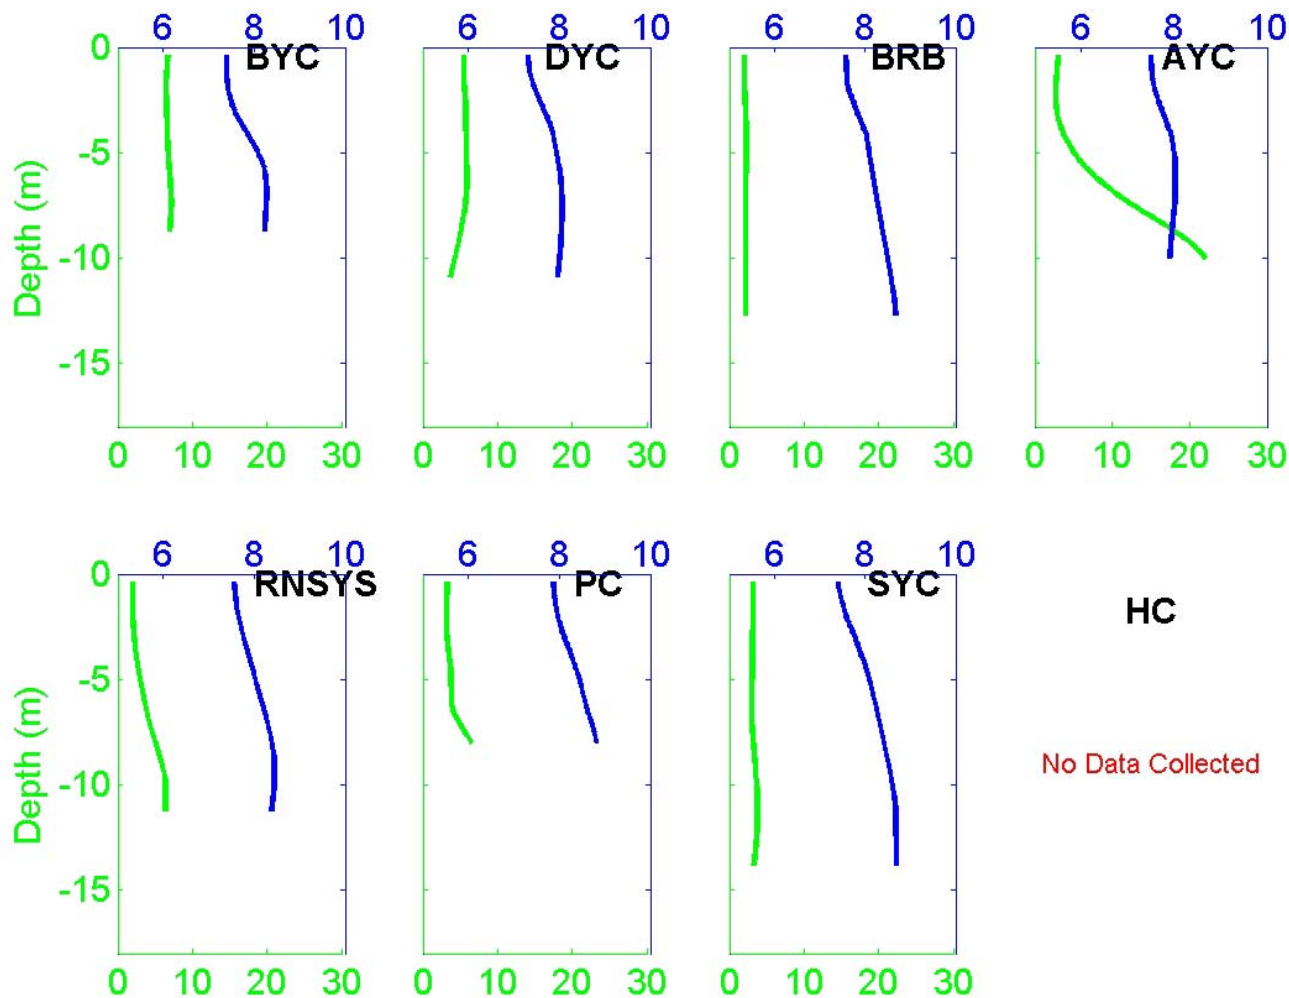 6 8 10 6 8 10 6 8 10 6 8 10
0 BYC DYC BRB AYC
-5
Depth (m)
-10
-15
0 10 20 30 0 10 20 30 0 10 20 30 0 10 20 30
6 8 10 6 8 10 6 8 10
0 RNSYS PC SYC
HC
-5
Depth (m)
No Data Collected
-10
-15
0 10 20 30 0 10 20 30 0 10 20 30